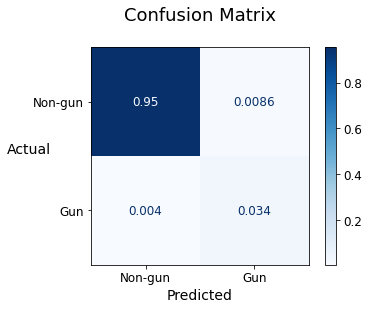 Confusion Matrix
Non-gun 0.95 0.0086 0.8
0.6
Actual
0.4
Gun 0.004 0.034 0.2
Non-gun Gun
Predicted